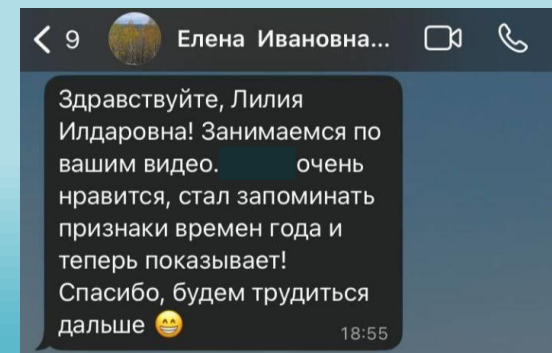 9 Елена Ивановна...
Здравствуйте, Лилия
Илдаровна! Занимаемся по
вашим видео. очень
нравится, стал запоминать
признаки времен года и
теперь показывает!
Спасибо, будем трудиться
дальше 😁
18:55